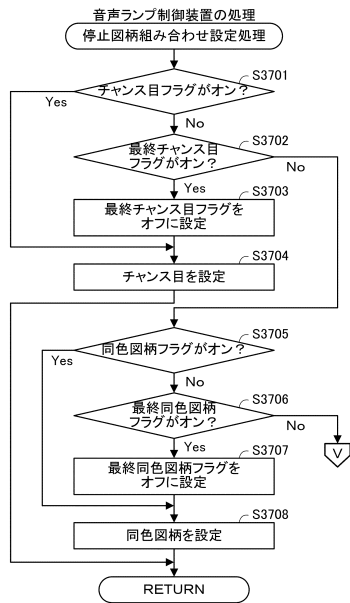 音声ランプ制御装置の処理
停止図柄組み合わせ設定処理
S3701
チャンス目フラグがオン？
Yes
No
S3702
最終チャンス目
フラグがオン？
No
Yes
S3703
最終チャンス目フラグを
オフに設定
S3704
チャンス目を設定
S3705
同色図柄フラグがオン？
Yes
No
S3706
最終同色図柄
フラグがオン？
No
V
Yes
S3707
最終同色図柄フラグを
オフに設定
S3708
同色図柄を設定
RETURN